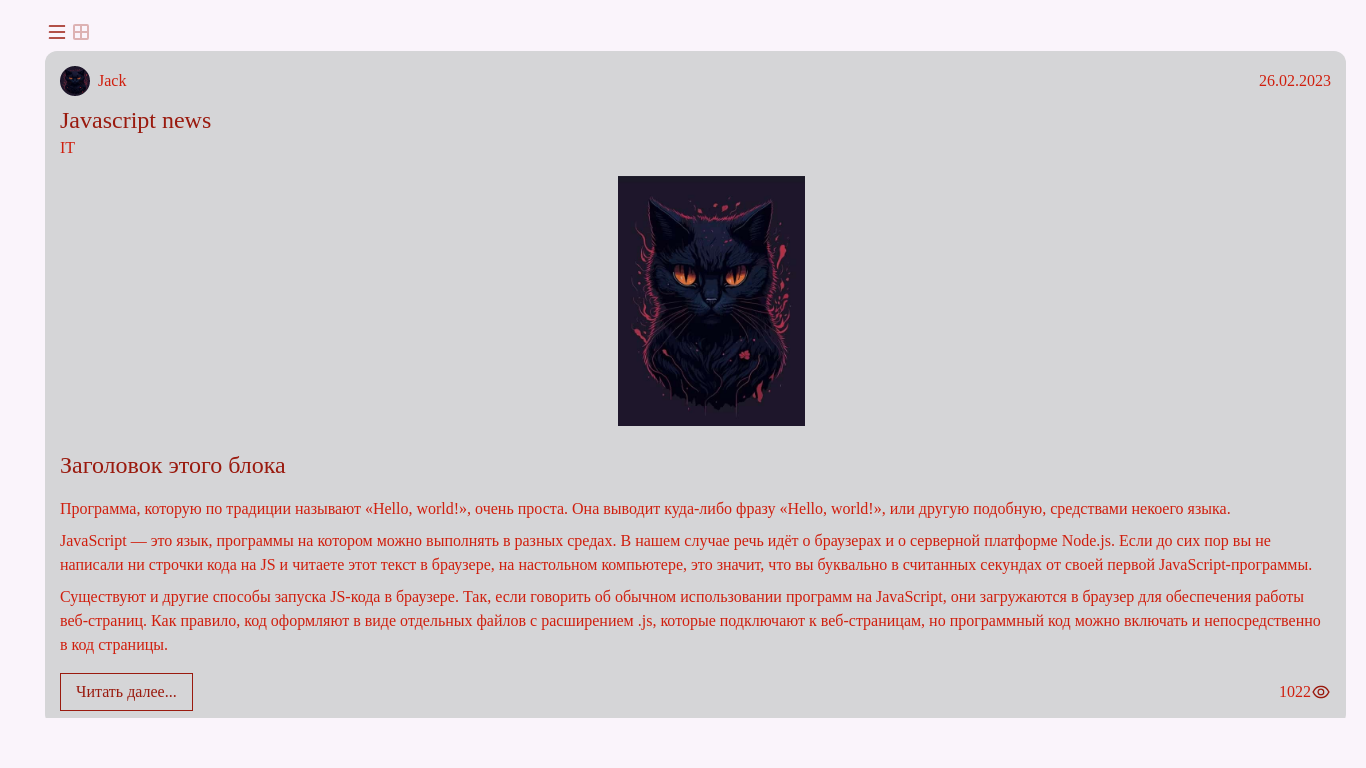 Jack
26.02.2023
Javascript news
IT
Заголовок этого блока
Программа, которую по традиции называют «Hello, world!», очень проста. Она выводит куда-либо фразу «Hello, world!», или другую подобную, средствами некоего языка.
JavaScript — это язык, программы на котором можно выполнять в разных средах. В нашем случае речь идёт о браузерах и о серверной платформе Node.js. Если до сих пор вы не
написали ни строчки кода на JS и читаете этот текст в браузере, на настольном компьютере, это значит, что вы буквально в считанных секундах от своей первой JavaScript-программы.
Существуют и другие способы запуска JS-кода в браузере. Так, если говорить об обычном использовании программ на JavaScript, они загружаются в браузер для обеспечения работы
веб-страниц. Как правило, код оформляют в виде отдельных файлов с расширением .js, которые подключают к веб-страницам, но программный код можно включать и непосредственно
в код страницы.
Читать далее...
1022